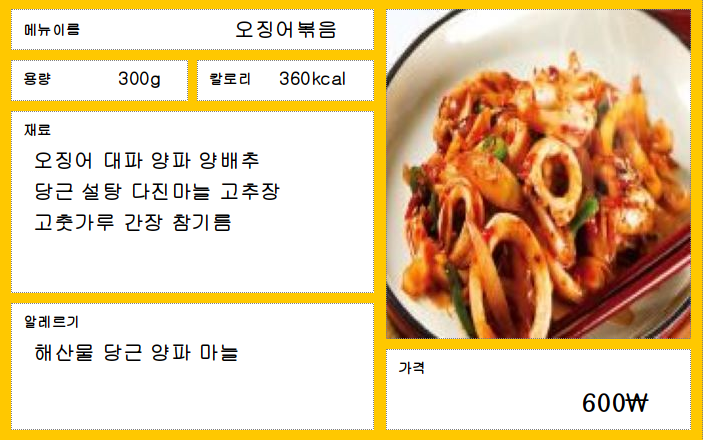 메뉴이름 오징어볶음
용량 300g 칼로리 360kcal
재료
오징어 대파 양파 양배추
당근 설탕 다진마늘 고추장
고춧가루 간장 참기름
알레르기
해산물 당근 양파 마늘
가격
600₩